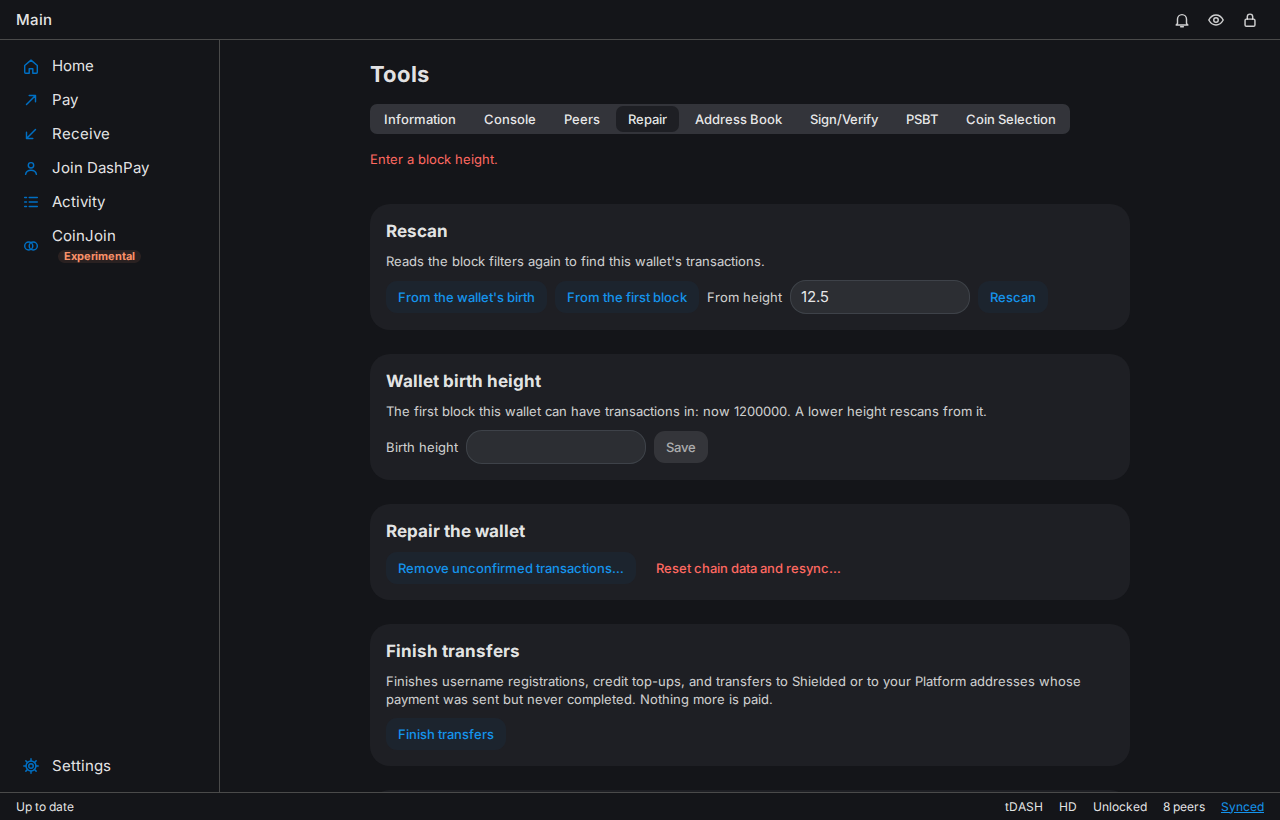 Main
Home
Pay
Receive
Join DashPay
Activity
CoinJoin
Experimental
Settings
Tools
Information Console Peers Repair Address Book Sign/Verify PSBT Coin Selection
Enter a block height.
Rescan
Reads the block filters again to find this wallet's transactions.
From the wallet's birth From the first block From height 12.5 Rescan
Wallet birth height
The first block this wallet can have transactions in: now 1200000. A lower height rescans from it.
Birth height Save
Repair the wallet
Remove unconfirmed transactions... Reset chain data and resync...
Finish transfers
Finishes username registrations, credit top-ups, and transfers to Shielded or to your Platform addresses whose
payment was sent but never completed. Nothing more is paid.
Finish transfers
Up to date tDASH HD Unlocked 8 peers Synced